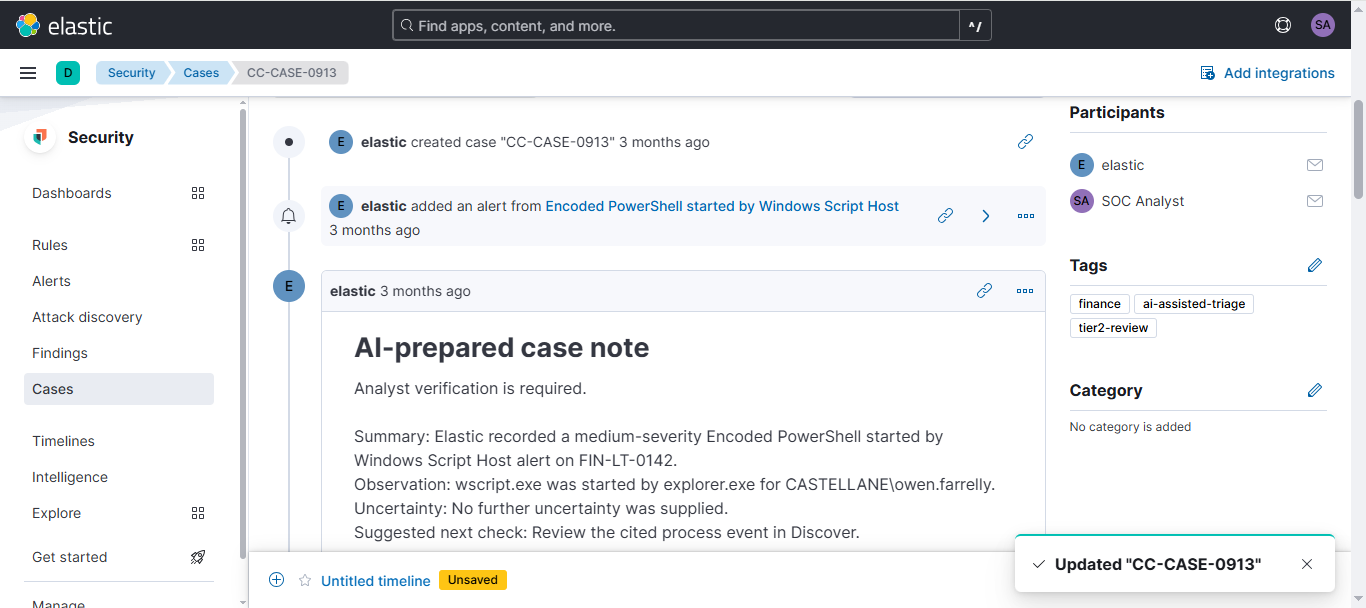 elastic
Find apps, content, and more.
^/
SA
D
Security
Cases
CC-CASE-0913
Add integrations
Security
Dashboards
Rules
Alerts
Attack discovery
Findings
Cases
Timelines
Intelligence
Explore
Get started
Manage
E
elastic created case "CC-CASE-0913" 3 months ago
E
elastic added an alert from Encoded PowerShell started by Windows Script Host
3 months ago
E
elastic 3 months ago
AI-prepared case note
Analyst verification is required.
Summary: Elastic recorded a medium-severity Encoded PowerShell started by
Windows Script Host alert on FIN-LT-0142.
Observation: wscript.exe was started by explorer.exe for CASTELLANE\owen.farrelly.
Uncertainty: No further uncertainty was supplied.
Suggested next check: Review the cited process event in Discover.
Participants
E
elastic
SA
SOC Analyst
Tags
finance
ai-assisted-triage
tier2-review
Category
No category is added
Untitled timeline
Unsaved
Updated "CC-CASE-0913"